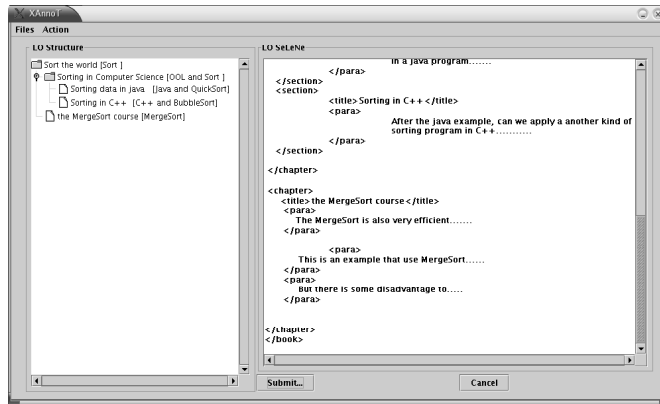 XAnnoT
Files Action
LO Structure
Sort the world [Sort ]
Sorting in Computer Science [OOL and Sort ]
Sorting data in java [Java and QuickSort]
Sorting in C++ [C++ and BubbleSort]
the MergeSort course [MergeSort]
LO SeLeNe
in a java program.......
</para>
</section>
<section>
<title>Sorting in C++</title>
<para>
After the java example, can we apply a another kind of
sorting program in C++...........
</para>
</section>
</chapter>
<chapter>
<title>the MergeSort course</title>
<para>
The MergeSort is also very efficient.......
</para>
<para>
This is an example that use MergeSort......
</para>
<para>
But there is some disadvantage to.....
</para>
</chapter>
</book>
Submit...
Cancel